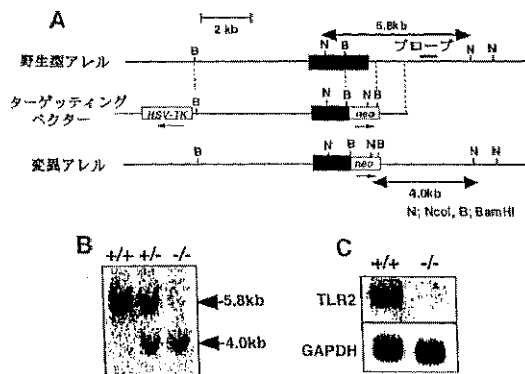 A
2 kb
5.8kb
プローブ
B N B N N
野生型アレル
ターゲッティング
ベクター
B N B N B
HSV-TK neo
変異アレル
B N B N B N N
neo
4.0kb
N; NcoI, B; BamHI
B
+/+ +/- -/-
5.8kb
4.0kb
C
+/+ -/-
TLR2
GAPDH